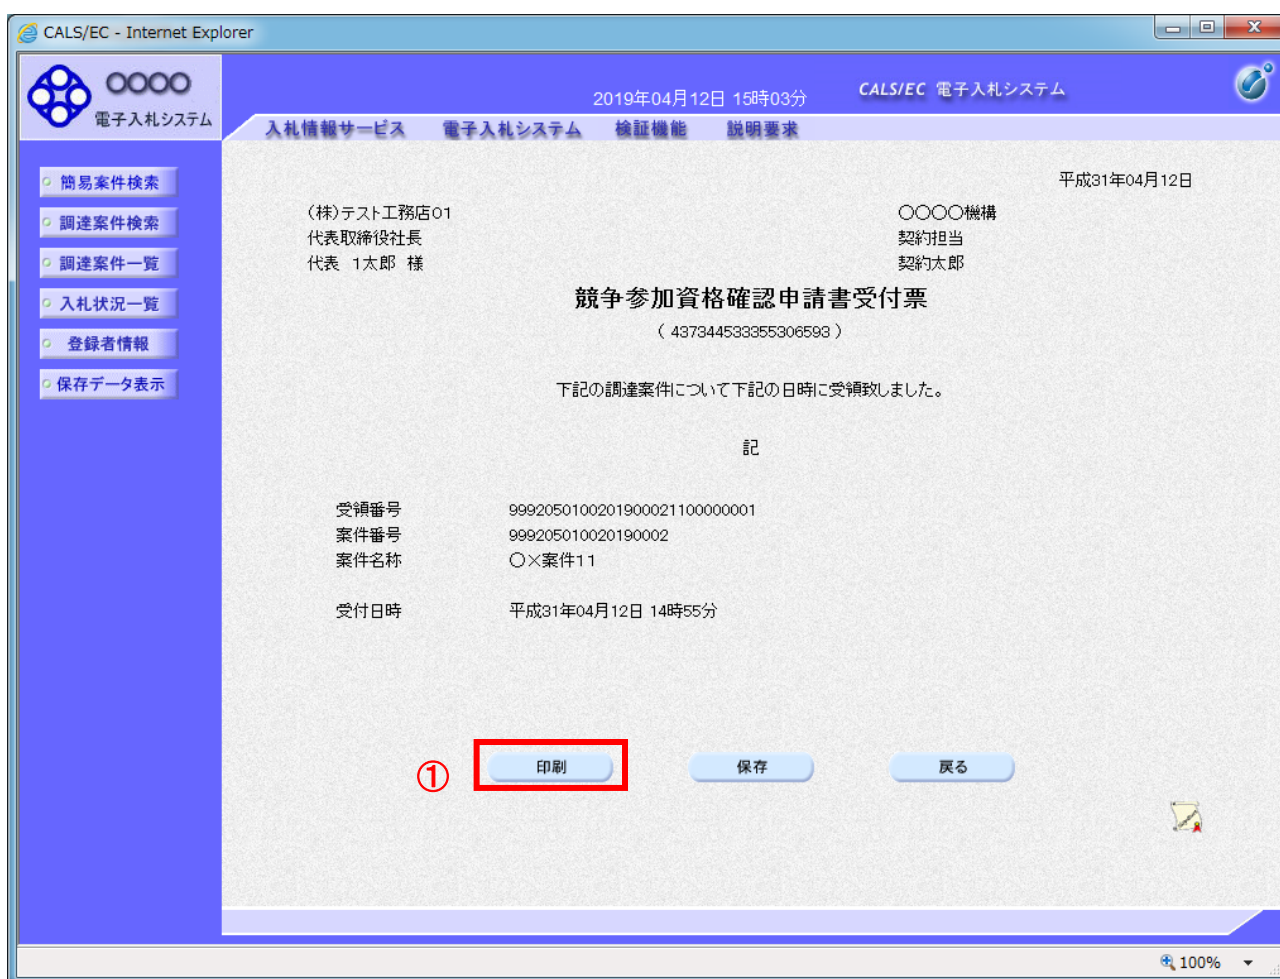 CALS/EC - Internet Explorer
〇〇〇〇
電子入札システム
2019年04月12日 15時03分
CALS/EC 電子入札システム
入札情報サービス 電子入札システム 検証機能 説明要求
簡易案件検索
調達案件検索
調達案件一覧
入札状況一覧
登録者情報
保存データ表示
平成31年04月12日
(株)テスト工務店01
代表取締役社長
代表 1太郎 様
〇〇〇〇機構
契約担当
契約太郎
競争参加資格確認申請書受付票
( 437344533355306593 )
下記の調達案件について下記の日時に受領致しました。
記
受領番号 9992050100201900021100000001
案件番号 999205010020190002
案件名称 〇×案件11
受付日時 平成31年04月12日 14時55分
①
印刷 保存 戻る
100%